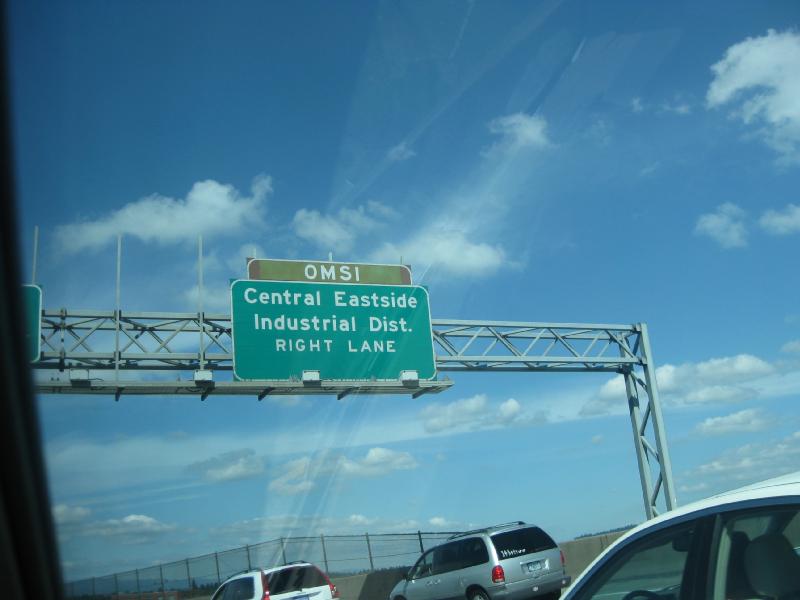 OMSI
Central Eastside
Industrial Dist.
RIGHT LANE